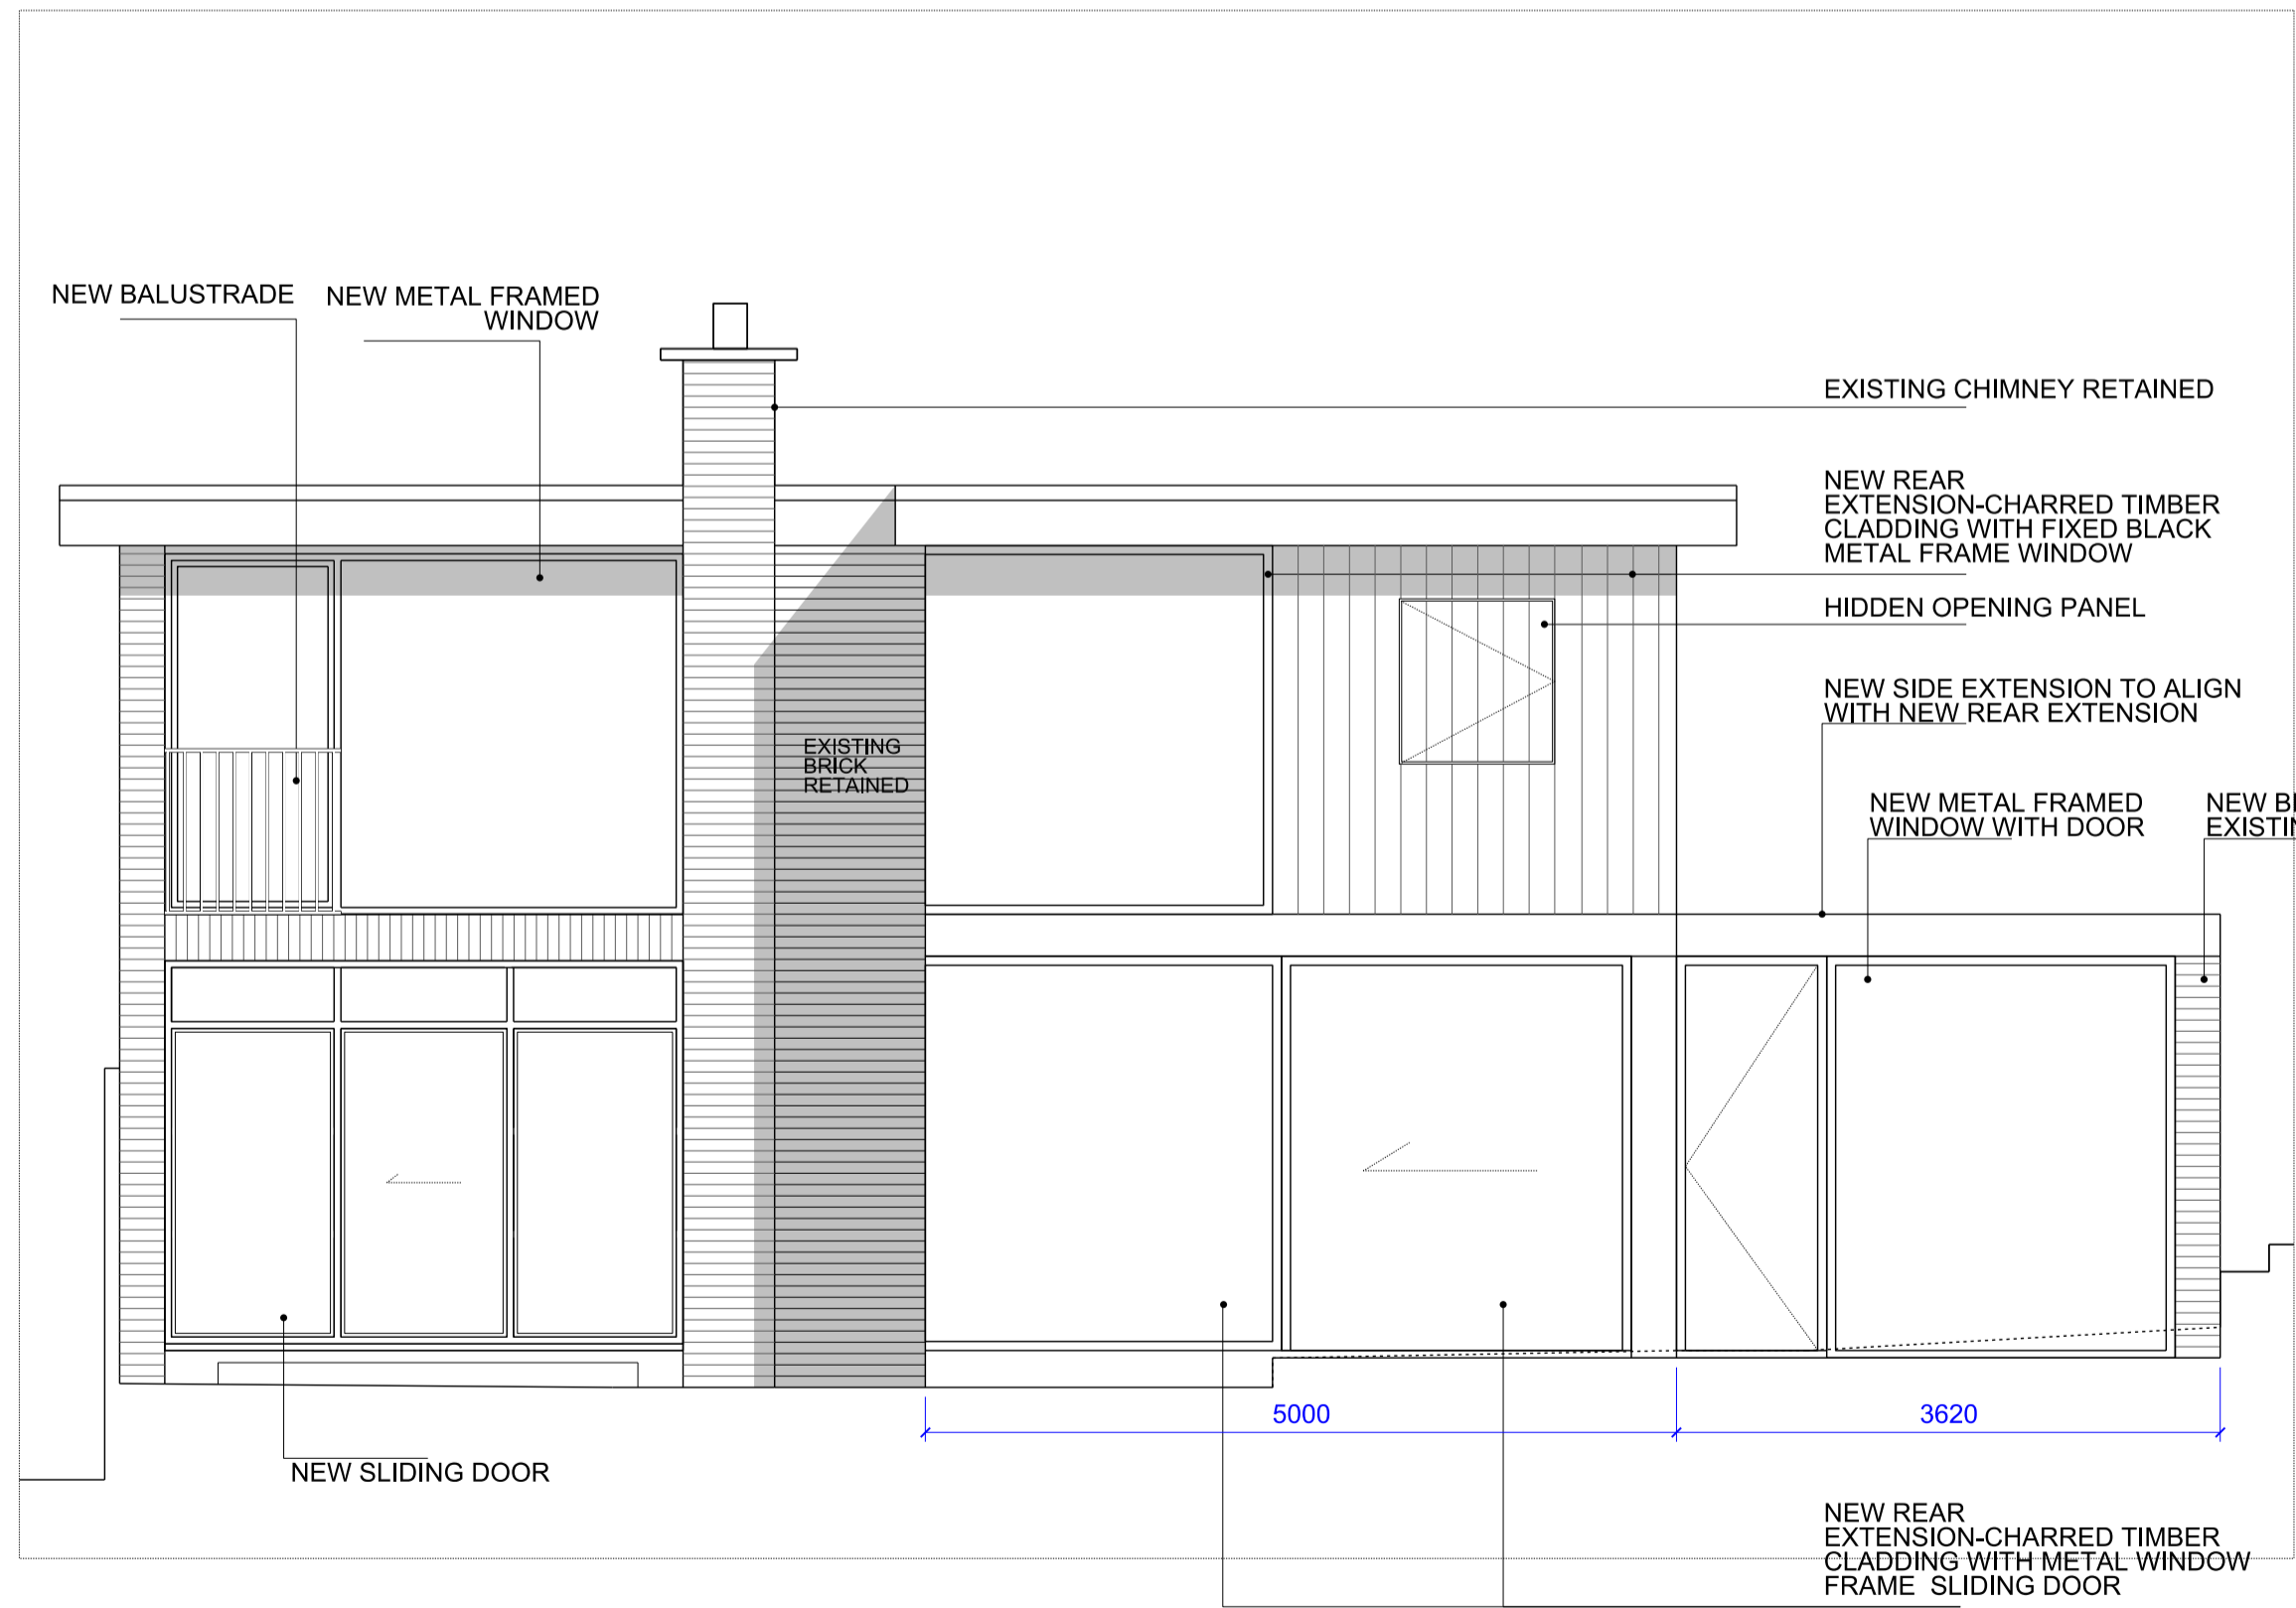 NEW BALUSTRADE
NEW METAL FRAMED
WINDOW
EXISTING CHIMNEY RETAINED
NEW REAR
EXTENSION-CHARRED TIMBER
CLADDING WITH FIXED BLACK
METAL FRAME WINDOW
HIDDEN OPENING PANEL
NEW SIDE EXTENSION TO ALIGN
WITH NEW REAR EXTENSION
EXISTING
BRICK
RETAINED
NEW METAL FRAMED
WINDOW WITH DOOR
NEW
5000
3620
NEW SLIDING DOOR
NEW REAR
EXTENSION-CHARRED TIMBER
CLADDING WITH METAL WINDOW
FRAME SLIDING DOOR